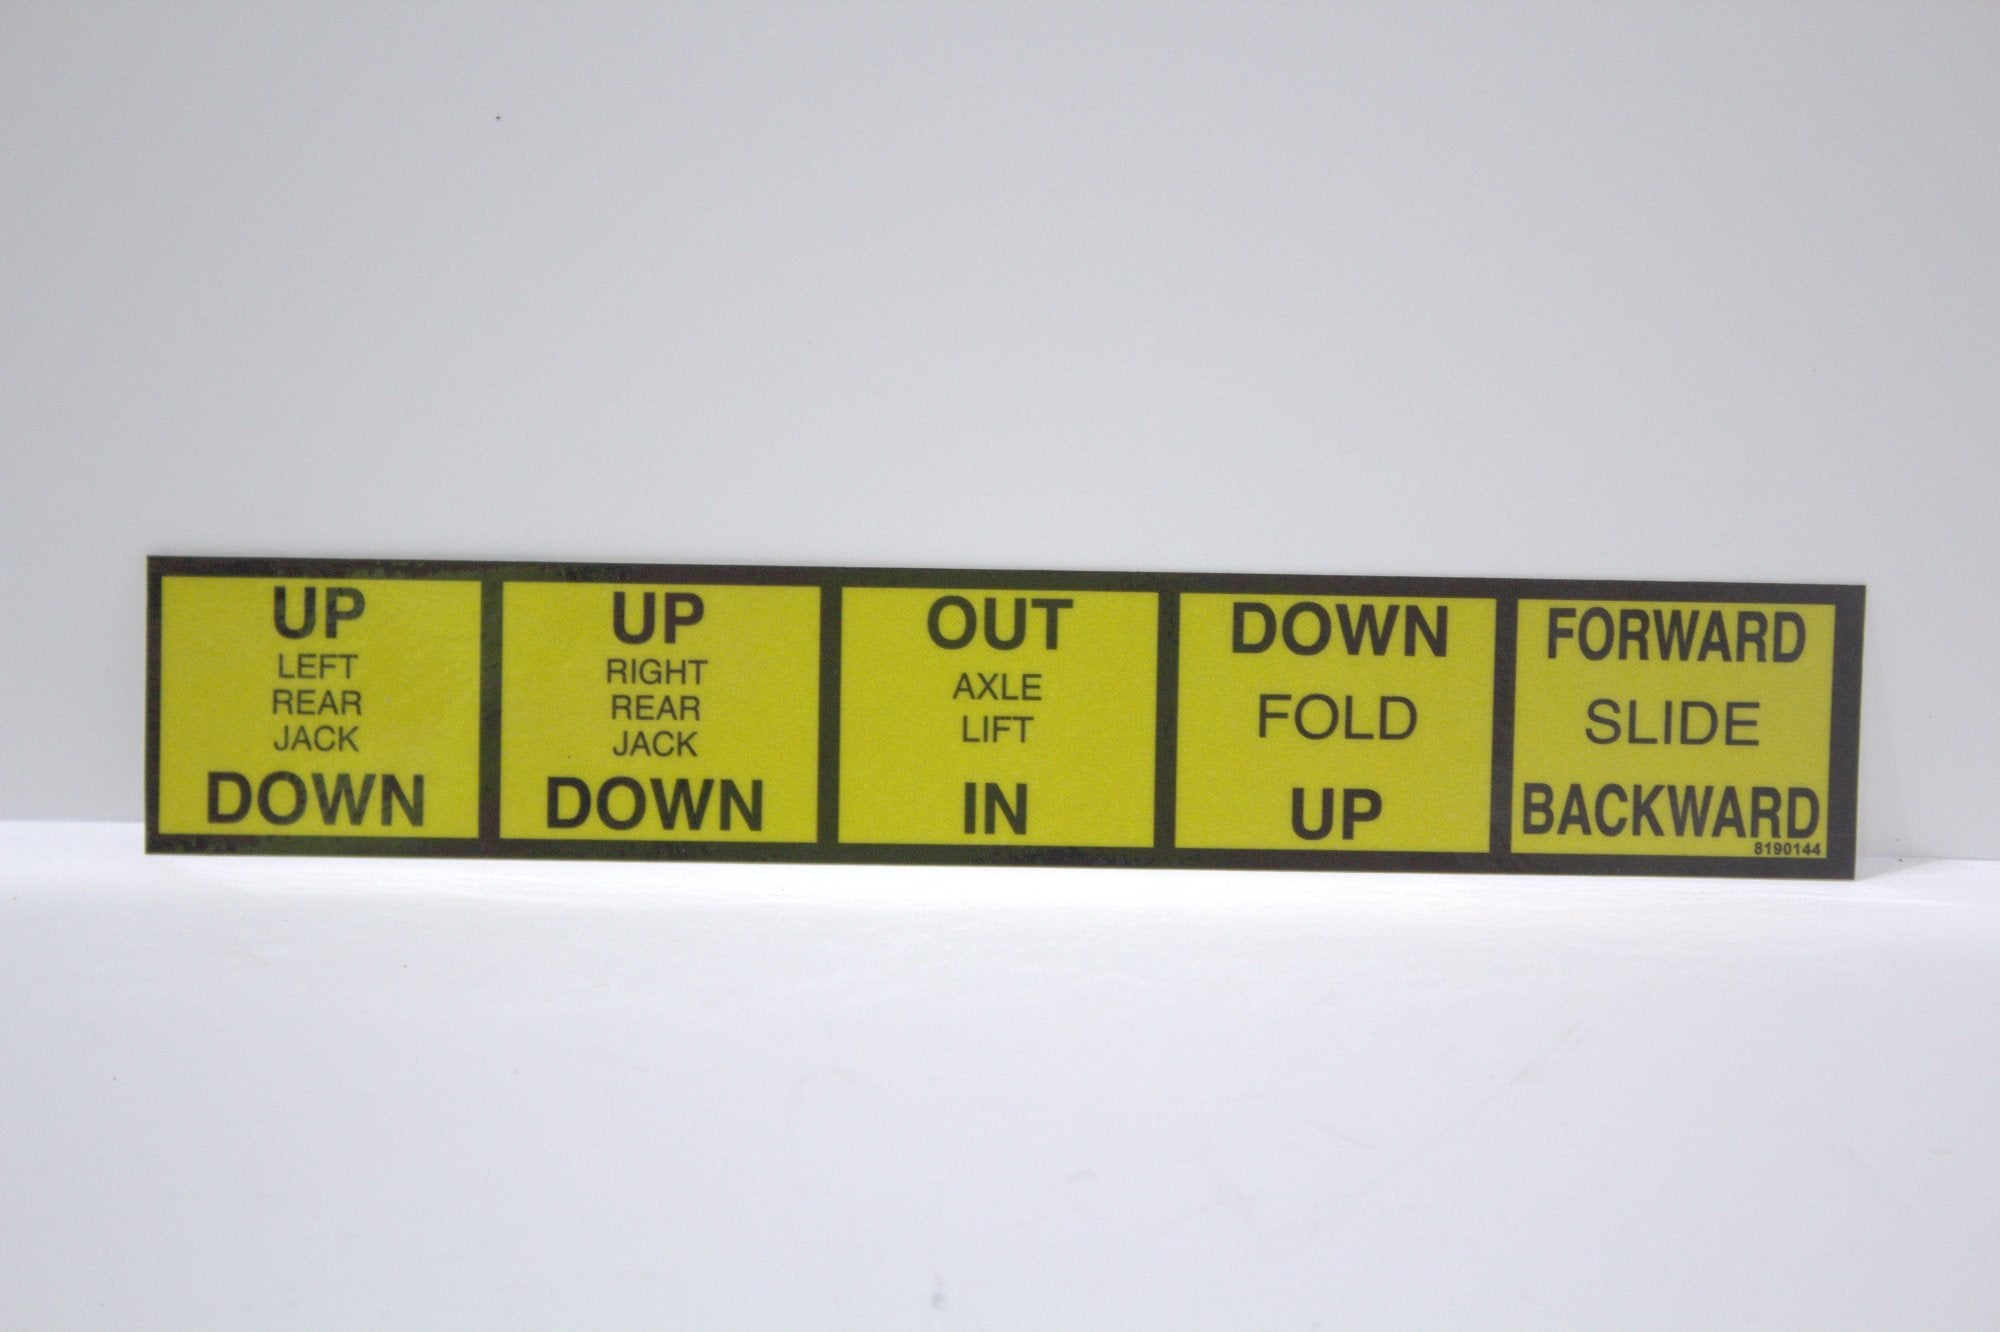 UP
LEFT
REAR
JACK
DOWN
UP
RIGHT
REAR
JACK
DOWN
OUT
AXLE
LIFT
IN
DOWN
FOLD
UP
FORWARD
SLIDE
BACKWARD
8190144